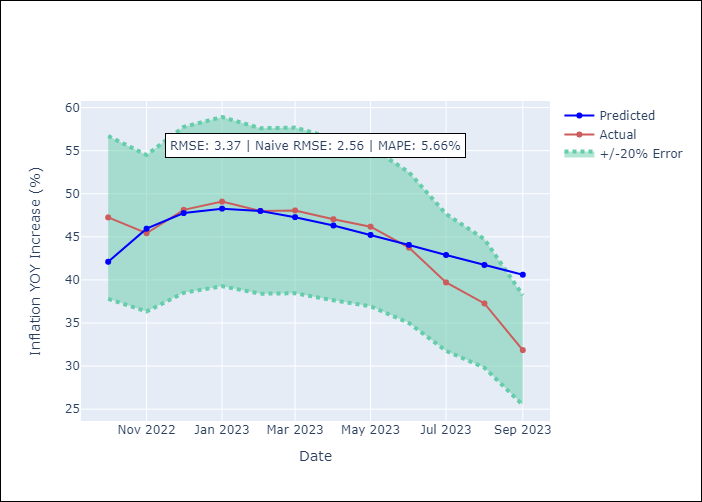 RMSE: 3.37 | Naive RMSE: 2.56 | MAPE: 5.66%
Predicted
Actual
+/-20% Error
Inflation YOY Increase (%)
60
55
50
45
40
35
30
25
Nov 2022 Jan 2023 Mar 2023 May 2023 Jul 2023 Sep 2023
Date